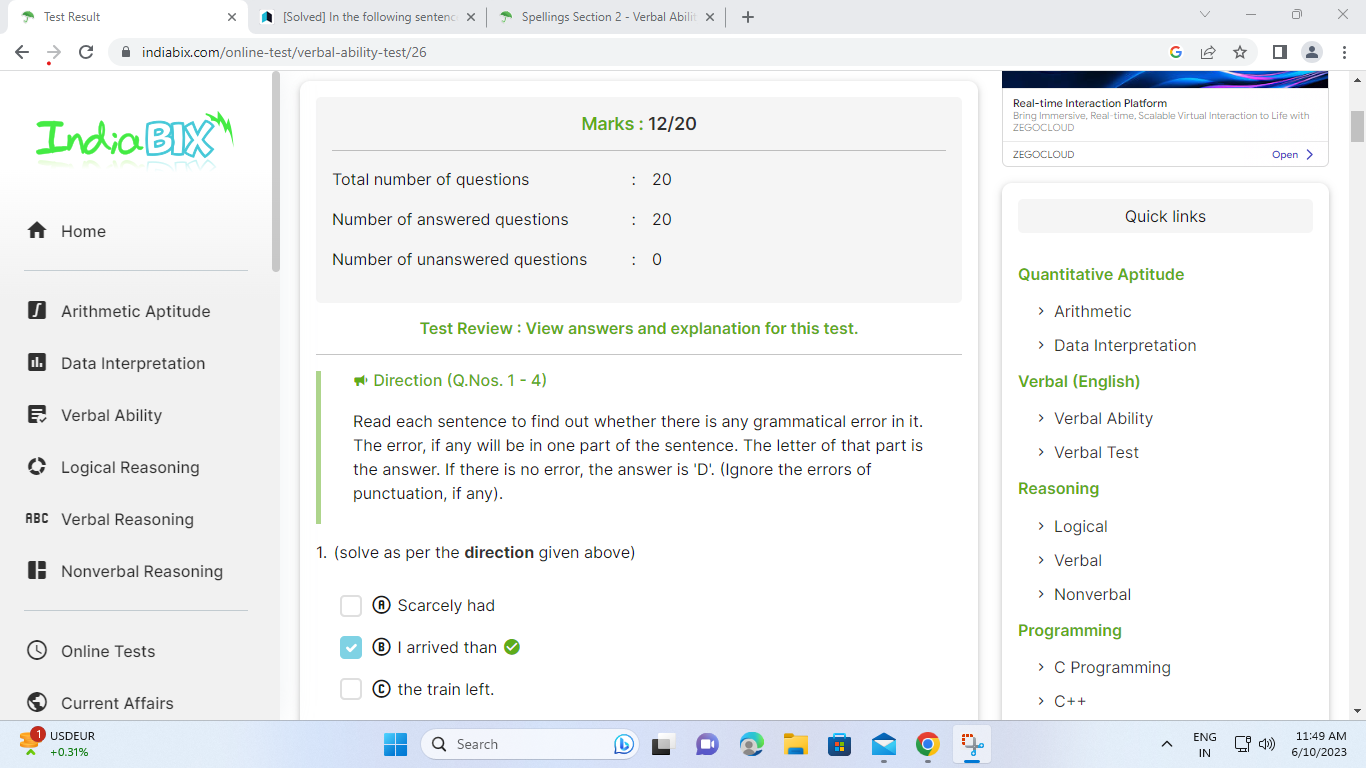 Test Result
[Solved] In the following sentenc
Spellings Section 2 - Verbal Abilit
indiabix.com/online-test/verbal-ability-test/26
IndiaBIX
Home
Arithmetic Aptitude
Data Interpretation
Verbal Ability
Logical Reasoning
ABC Verbal Reasoning
Nonverbal Reasoning
Online Tests
Current Affairs
Marks : 12/20
Total number of questions : 20
Number of answered questions : 20
Number of unanswered questions : 0
Test Review : View answers and explanation for this test.
Direction (Q.Nos. 1 - 4)
Read each sentence to find out whether there is any grammatical error in it.
The error, if any will be in one part of the sentence. The letter of that part is
the answer. If there is no error, the answer is 'D'. (Ignore the errors of
punctuation, if any).
1. (solve as per the direction given above)
A Scarcely had
B I arrived than
C the train left.
Real-time Interaction Platform
Bring Immersive, Real-time, Scalable Virtual Interaction to Life with
ZEGOCLOUD
ZEGOCLOUD
Open
Quick links
Quantitative Aptitude
Arithmetic
Data Interpretation
Verbal (English)
Verbal Ability
Verbal Test
Reasoning
Logical
Verbal
Nonverbal
Programming
C Programming
C++
1
USDEUR
+0.31%
Search
ENG
IN
11:49 AM
6/10/2023